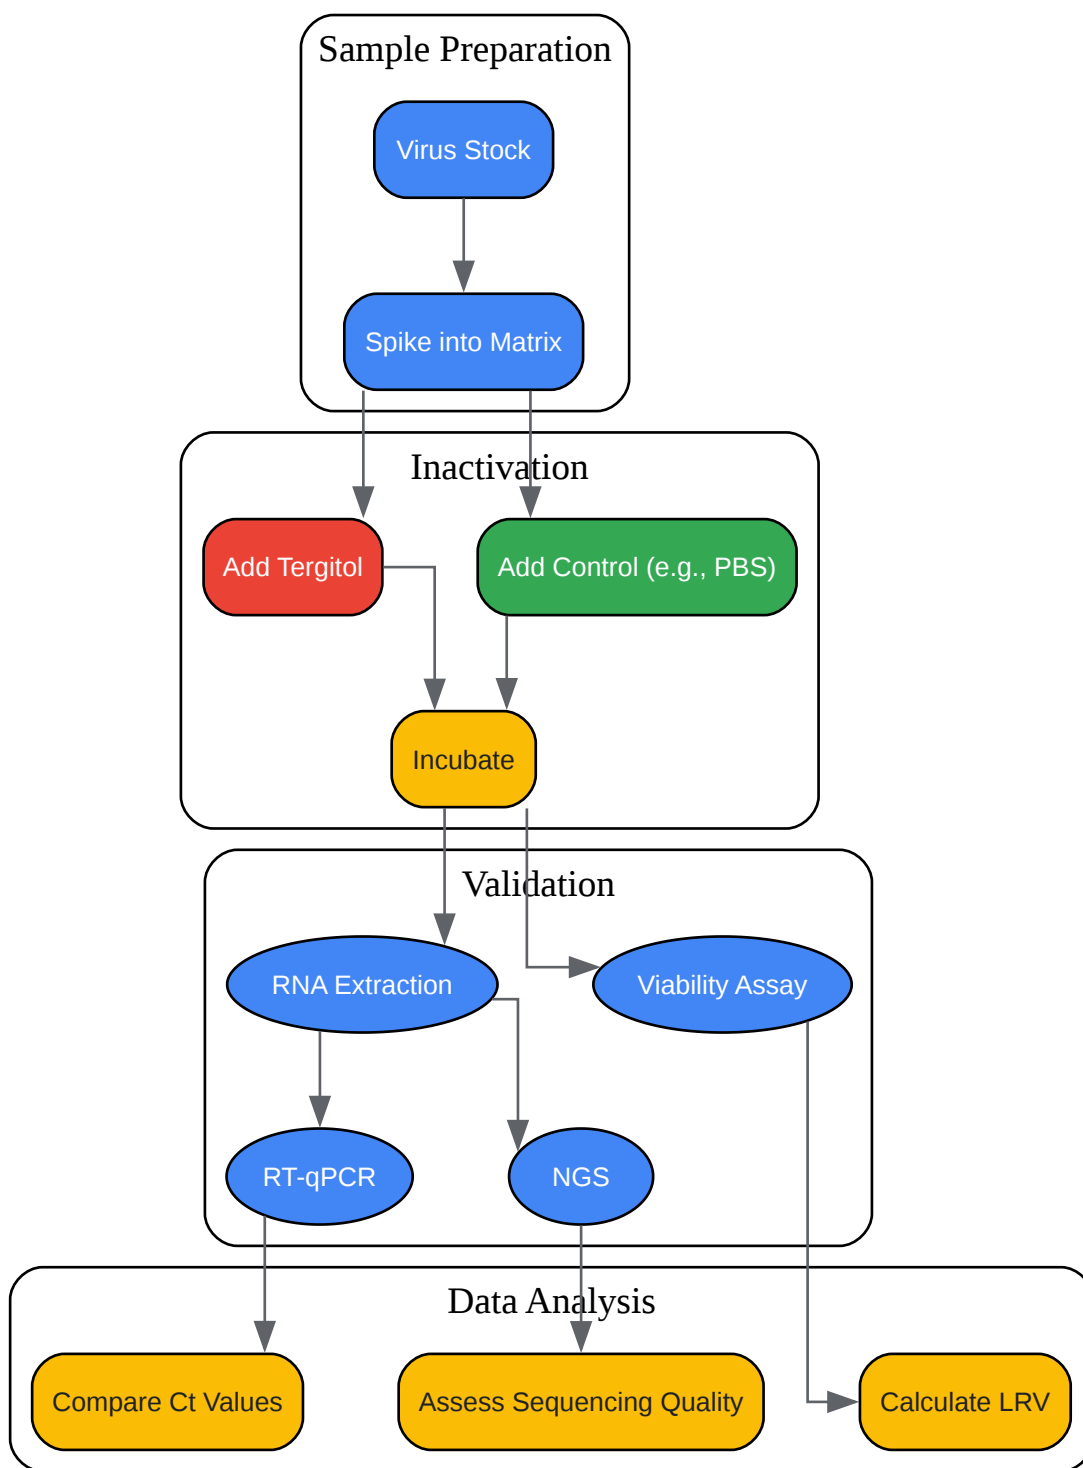 Sample Preparation
Virus Stock
Spike into Matrix
Inactivation
Add Tergitol
Add Control (e.g., PBS)
Incubate
Validation
RNA Extraction
Viability Assay
RT-qPCR
NGS
Data Analysis
Compare Ct Values
Assess Sequencing Quality
Calculate LRV